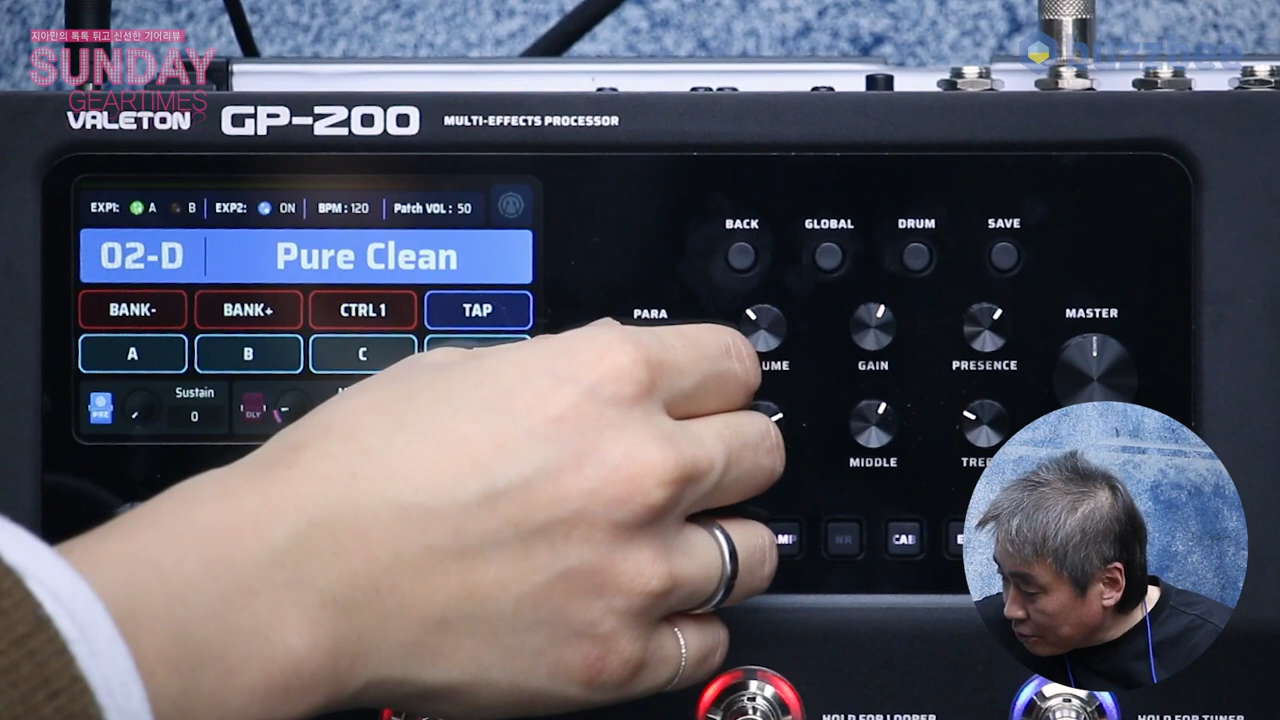 지아만의 톡톡 튀고 신선한 기어리뷰
SUNDAY
GEARTIMES
VALETON GP-200 MULTI-EFFECTS PROCESSOR
EXP1: A B EXP2: ON BPM : 120 Patch VOL : 50
02-D Pure Clean
BANK- BANK+ CTRL 1 TAP
A B C
PRE Sustain 0 DLY
BACK GLOBAL DRUM SAVE
PARA MASTER
GAIN PRESENCE
MIDDLE
NR CAB
HOLD FOR LOOPER HOLD FOR TUNER